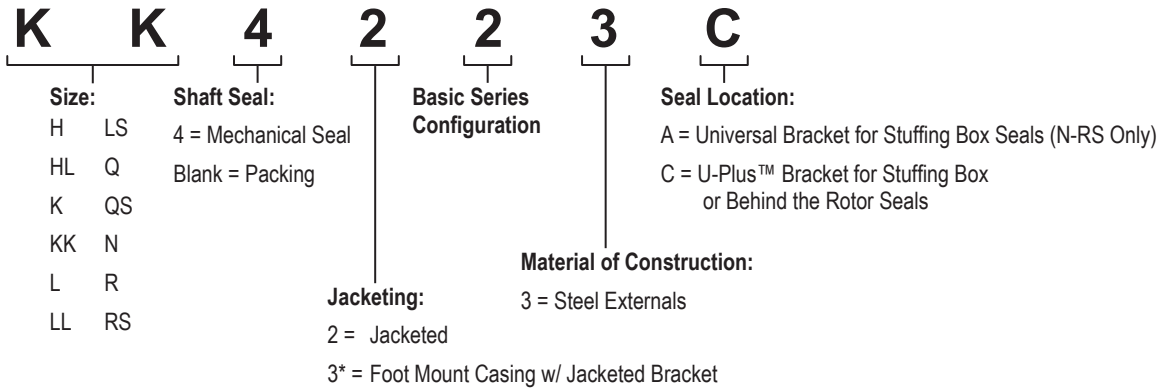 K K 4 2 2 3 C
Size:
H LS
HL Q
K QS
KK N
L R
LL RS
Shaft Seal:
4 = Mechanical Seal
Blank = Packing
Jacketing:
2 = Jacketed
3* = Foot Mount Casing w/ Jacketed Bracket
Basic Series
Configuration
Material of Construction:
3 = Steel Externals
Seal Location:
A = Universal Bracket for Stuffing Box Seals (N-RS Only)
C = U-Plus™ Bracket for Stuffing Box
or Behind the Rotor Seals